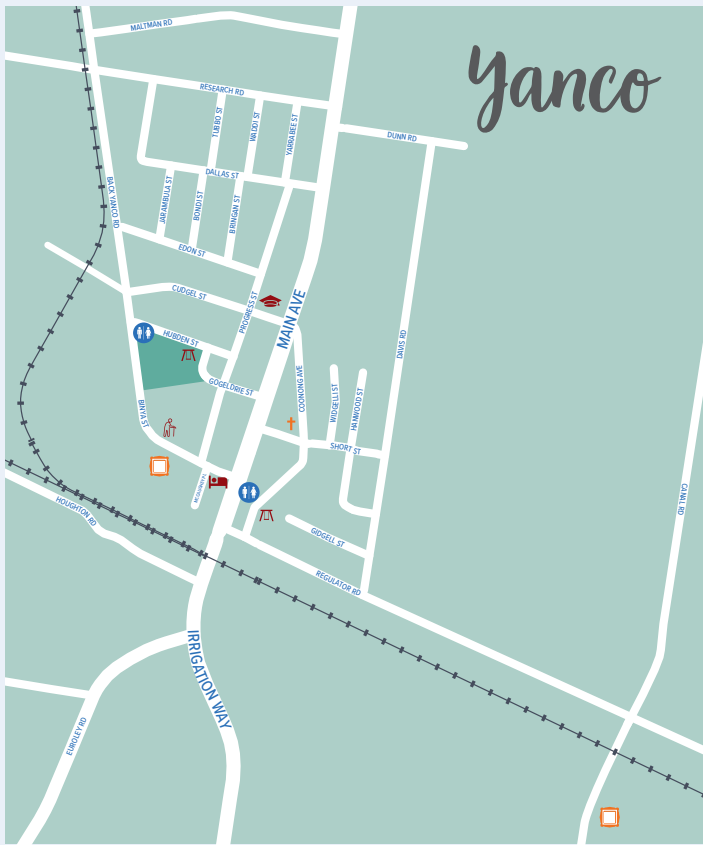 MALTMAN RD
Yanco
RESEARCH RD
TURBO ST
WADDI ST
YARRABEE ST
DUNN RD
DALLAS ST
BACK YANCO RD
JARAMBULA ST
BONDI ST
BRINGAN ST
EDON ST
CUDGEL ST
PROGRESS ST
MAIN AVE
HUBDEN ST
DAVIS RD
GOGELDRIE ST
COONONG AVE
WIDGELLI ST
HANWOOD ST
BINYA ST
SHORT ST
CANAL RD
HOUGHTON RD
GIDGELL ST
REGULATOR RD
IRRIGATION WAY
EUROLEY RD